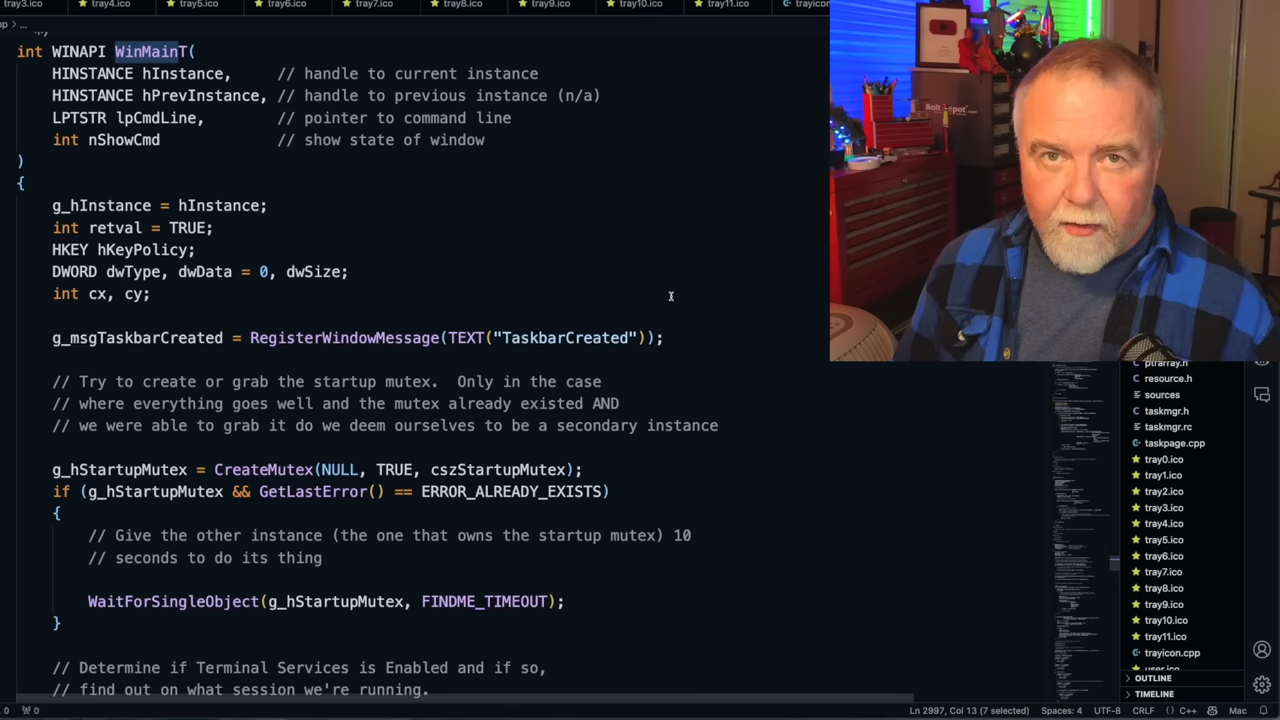 tray3.ico tray4.ico tray5.ico tray6.ico tray7.ico tray8.ico tray9.ico tray10.ico tray11.ico
...
int WINAPI WinMainT(
HINSTANCE hInstance, // handle to current instance
HINSTANCE hPrevInstance, // handle to previous instance (n/a)
LPTSTR lpCmdLine, // pointer to command line
int nShowCmd // show state of window
)
{
g_hInstance = hInstance;
int retval = TRUE;
HKEY hKeyPolicy;
DWORD dwType, dwData = 0, dwSize;
int cx, cy;
g_msgTaskbarCreated = RegisterWindowMessage(TEXT("TaskbarCreated"));
// Try to create or grab the startup mutex. Only in the case
// where everything goes well and the mutex already existed AND
// we were able to grab it do we
ourselves to be the "second" instance
g_hStartupMutex = CreateMutex(NULL, TRUE, cszStartupMutex);
if (g_hStartupMutex && GetLastError() == ERROR_ALREADY_EXISTS)
{
Give the other instance (the one that owns the startup mutex) 10
// seconds to do its thing
WaitForSingleObject(g_hStartupMutex,
}
// Determine if terminal services is enabled and if so,
// find out
session we are running.
Bolt Depot.com
ptrarray.h
resource.h
sources
taskmgr.h
taskmgr.rc
taskpage.cpp
tray0.ico
tray1.ico
tray2.ico
tray3.ico
tray4.ico
tray5.ico
tray6.ico
tray7.ico
tray8.ico
tray9.ico
tray10.ico
tray11.ico
trayicon.cpp
OUTLINE
TIMELINE
0 0 Ln 2997, Col 13 (7 selected) Spaces: 4 UTF-8 CRLF {} C++ Mac